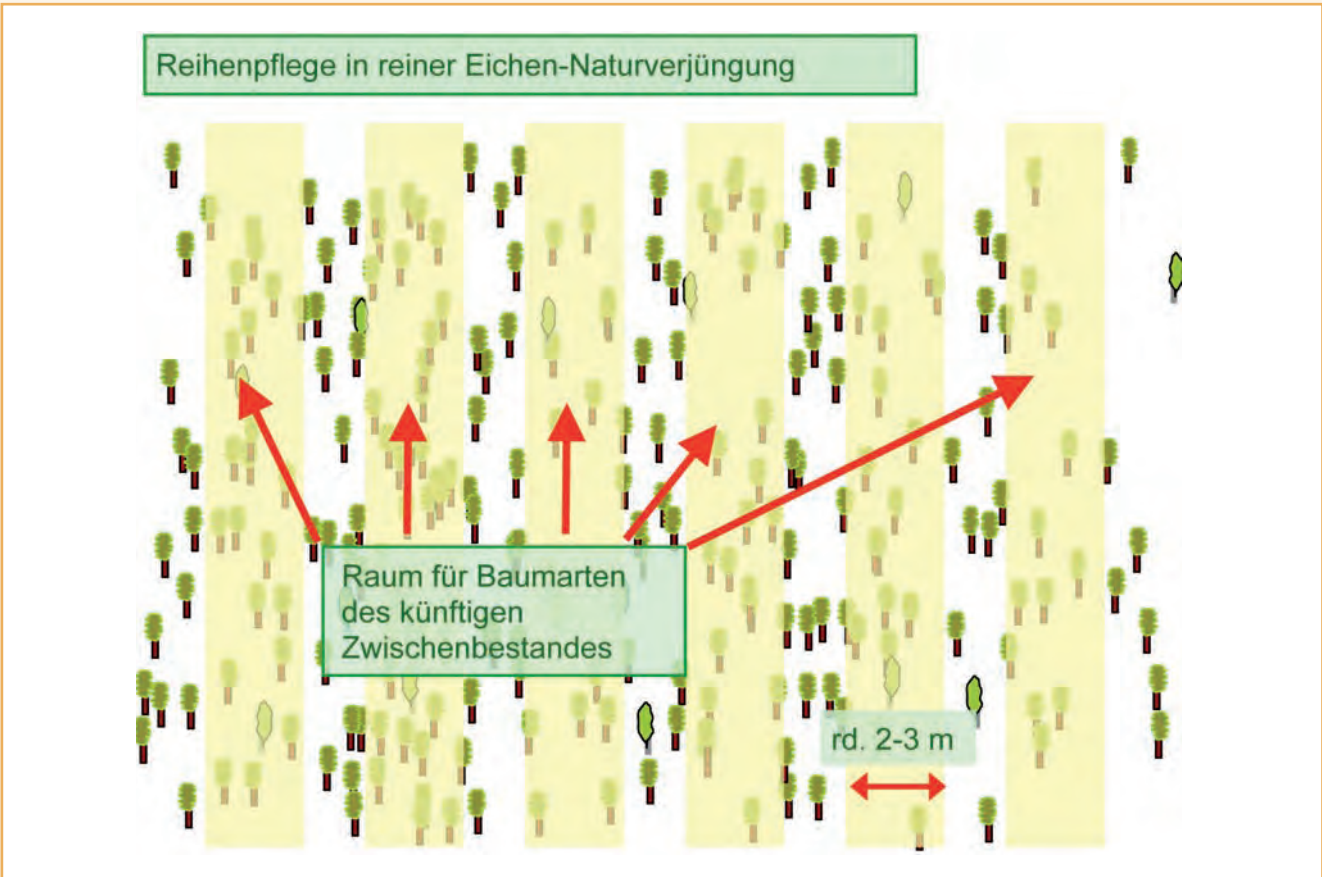 Reihenpflege in reiner Eichen-Naturverjüngung
Raum für Baumarten
des künftigen
Zwischenbestandes
rd. 2-3 m